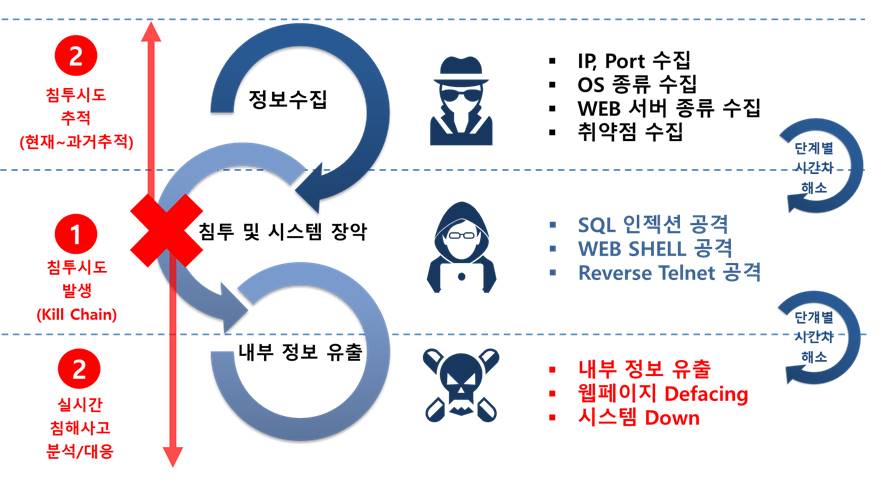 2
침투시도
추적
(현재~과거추적)
정보수집
▪ IP, Port 수집
▪ OS 종류 수집
▪ WEB 서버 종류 수집
▪ 취약점 수집
단계별
시간차
해소
1
침투시도
발생
(Kill Chain)
침투 및 시스템 장악
▪ SQL 인젝션 공격
▪ WEB SHELL 공격
▪ Reverse Telnet 공격
단개별
시간차
해소
2
실시간
침해사고
분석/대응
내부 정보 유출
▪ 내부 정보 유출
▪ 웹페이지 Defacing
▪ 시스템 Down